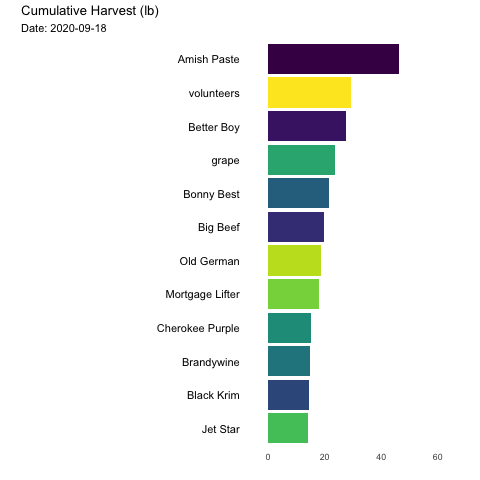 Cumulative Harvest (lb)
Date: 2020-09-18
Amish Paste
volunteers
Better Boy
grape
Bonny Best
Big Beef
Old German
Mortgage Lifter
Cherokee Purple
Brandywine
Black Krim
Jet Star
0 20 40 60